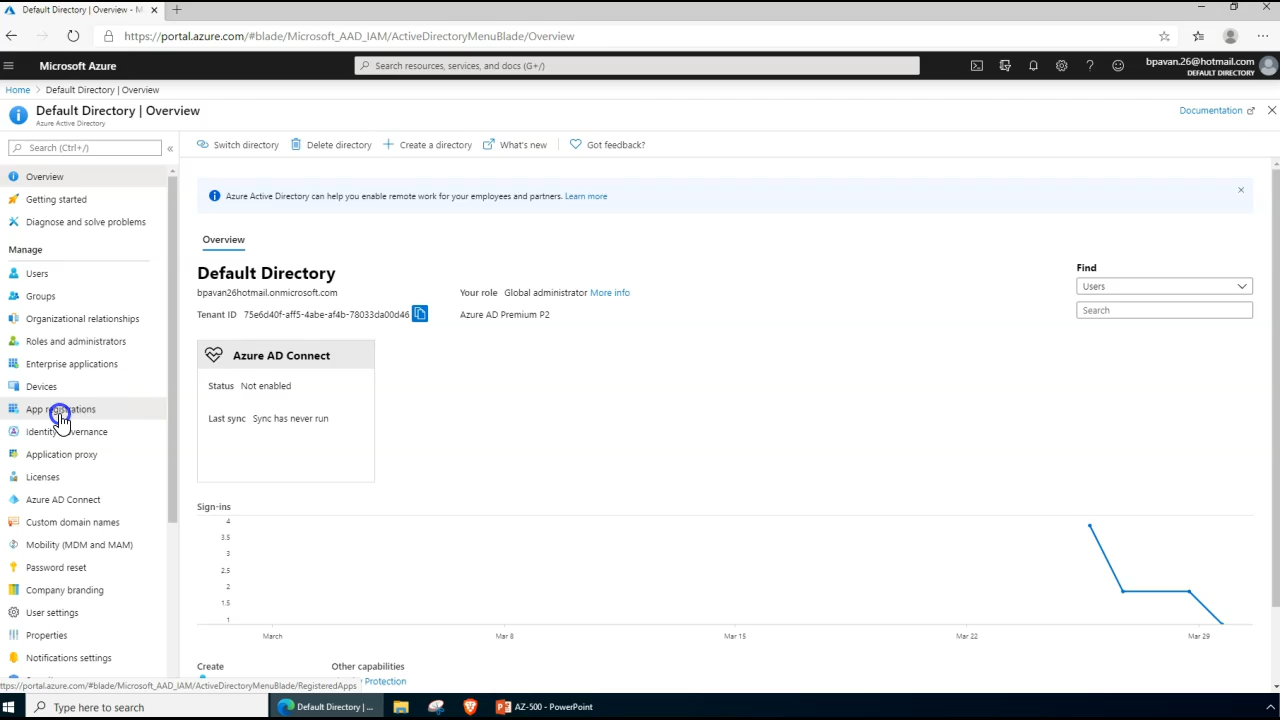 Default Directory | Overview - M
https://portal.azure.com/#blade/Microsoft_AAD_IAM/ActiveDirectoryMenuBlade/Overview
Microsoft Azure
Search resources, services, and docs (G+/)
bpavan.26@hotmail.com
DEFAULT DIRECTORY
Home > Default Directory | Overview
Default Directory | Overview
Azure Active Directory
Documentation
Search (Ctrl+/)
Switch directory
Delete directory
Create a directory
What's new
Got feedback?
Overview
Getting started
Diagnose and solve problems
Manage
Users
Groups
Organizational relationships
Roles and administrators
Enterprise applications
Devices
App registrations
Identity
Application proxy
Licenses
Azure AD Connect
Custom domain names
Mobility (MDM and MAM)
Password reset
Company branding
User settings
Properties
Notifications settings
Azure Active Directory can help you enable remote work for your employees and partners. Learn more
Overview
Default Directory
bpavan26hotmail.onmicrosoft.com
Your role Global administrator More info
Tenant ID 75e6d40f-aff5-4abe-af4b-78033da00d46
Azure AD Premium P2
Find
Users
Search
Azure AD Connect
Status Not enabled
Last sync Sync has never run
Sign-ins
4
3.5
3
2.5
2
1.5
1
March
Mar 8
Mar 15
Mar 22
Mar 29
Create
Other capabilities
Protection
ttps://portal.azure.com/#blade/Microsoft_AAD_IAM/ActiveDirectoryMenuBlade/RegisteredApps
Type here to search
Default Directory | ...
AZ-500 - PowerPoint